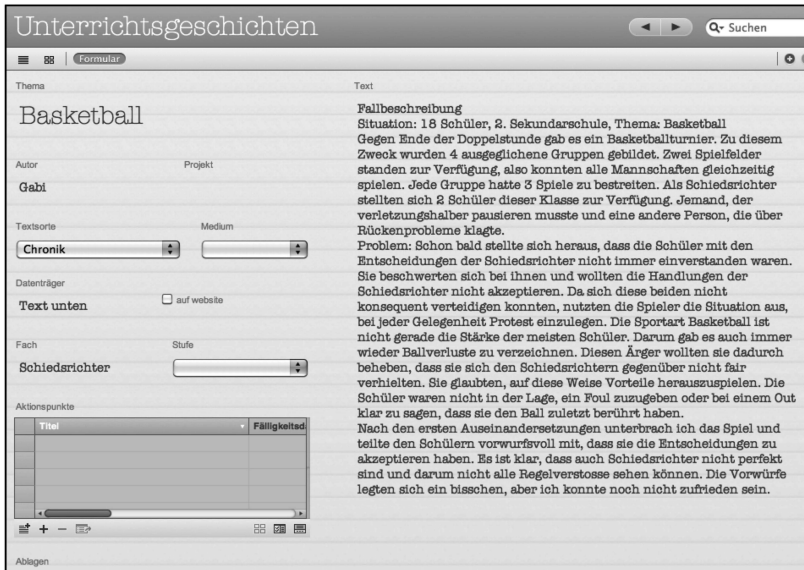 Unterrichtsgeschichten
Suchen
Formular
Thema
Basketball
Autor
Projekt
Gabi
Textsorte
Medium
Chronik
Datenträger
Text unten
auf website
Fach
Stufe
Schiedsrichter
Aktionspunkte
Titel
Fälligkeitsd
Ablagen
Text
Fallbeschreibung
Situation: 18 Schüler, 2. Sekundarschule, Thema: Basketball
Gegen Ende der Doppelstunde gab es ein Basketballturnier. Zu diesem
Zweck wurden 4 ausgeglichene Gruppen gebildet. Zwei Spielfelder
standen zur Verfügung, also konnten alle Mannschaften gleichzeitig
spielen. Jede Gruppe hatte 3 Spiele zu bestreiten. Als Schiedsrichter
stellten sich 2 Schüler dieser Klasse zur Verfügung. Jemand, der
verletzungshalber pausieren musste und eine andere Person, die über
Rückenprobleme klagte.
Problem: Schon bald stellte sich heraus, dass die Schüler mit den
Entscheidungen der Schiedsrichter nicht immer einverstanden waren.
Sie beschwerten sich bei ihnen und wollten die Handlungen der
Schiedsrichter nicht akzeptieren. Da sich diese beiden nicht
konsequent verteidigen konnten, nutzten die Spieler die Situation aus,
bei jeder Gelegenheit Protest einzulegen. Die Sportart Basketball ist
nicht gerade die Stärke der meisten Schüler. Darum gab es auch immer
wieder Ballverluste zu verzeichnen. Diesen Ärger wollten sie dadurch
beheben, dass sie sich den Schiedsrichtern gegenüber nicht fair
verhielten. Sie glaubten, auf diese Weise Vorteile herauszuspielen. Die
Schüler waren nicht in der Lage, ein Foul zuzugeben oder bei einem Out
klar zu sagen, dass sie den Ball zuletzt berührt haben.
Nach den ersten Auseinandersetzungen unterbrach ich das Spiel und
teilte den Schülern vorwurfsvoll mit, dass sie die Entscheidungen zu
akzeptieren haben. Es ist klar, dass auch Schiedsrichter nicht perfekt
sind und darum nicht alle Regelverstosse sehen können. Die Vorwürfe
legten sich ein bisschen, aber ich konnte noch nicht zufrieden sein.